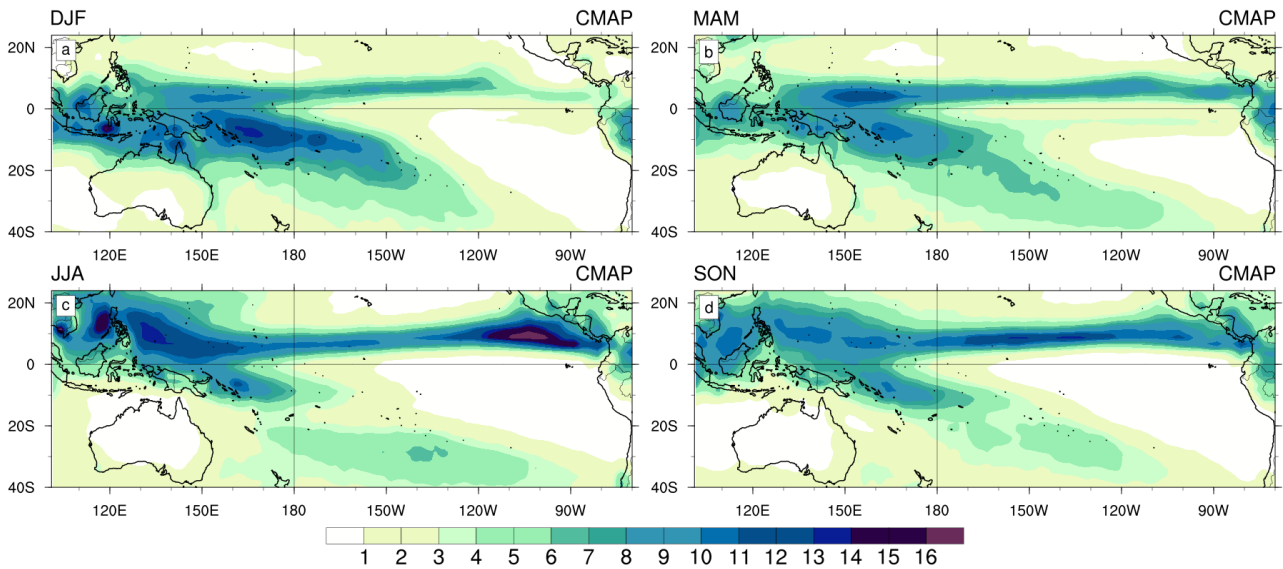 DJF CMAP MAM CMAP
20N a b
0 0
20S 20S
40S 40S
120E 150E 180 150W 120W 90W 120E 150E 180 150W 120W 90W
JJA CMAP SON CMAP
20N c 20N d
0 0
20S 20S
40S 40S
120E 150E 180 150W 120W 90W 120E 150E 180 150W 120W 90W
1 2 3 4 5 6 7 8 9 10 11 12 13 14 15 16